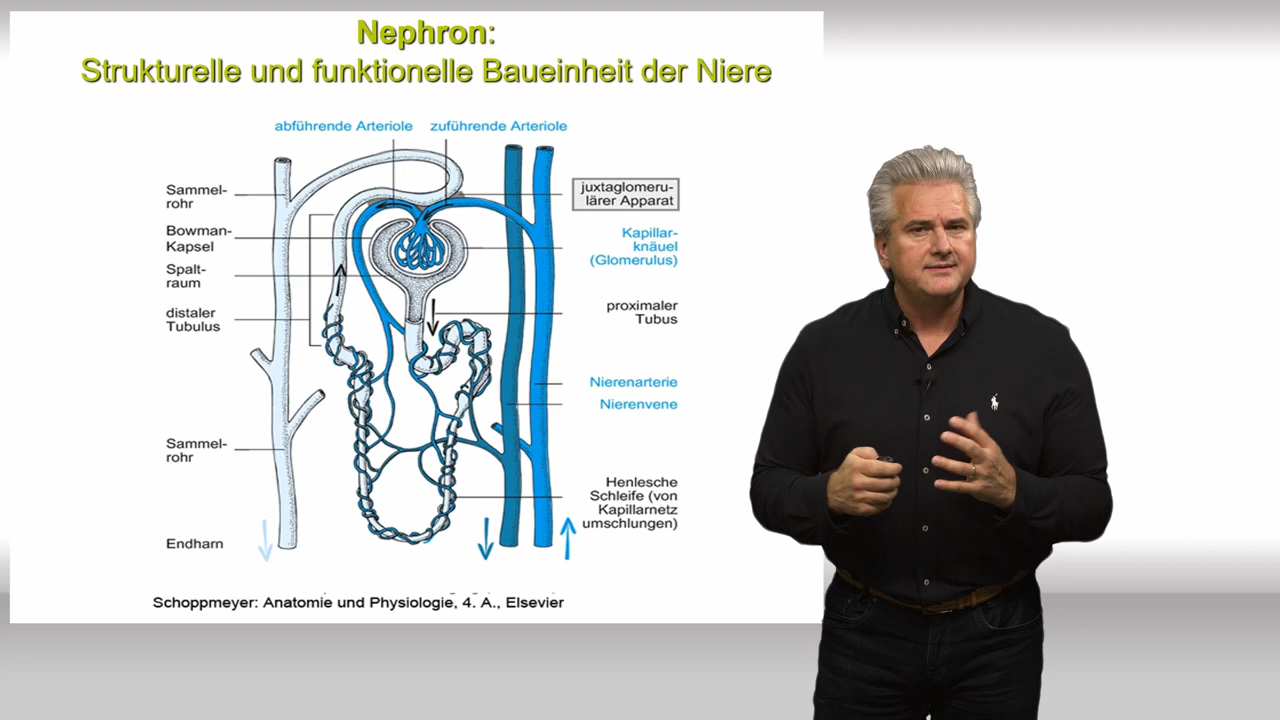 Nephron:
Strukturelle und funktionelle Baueinheit der Niere
abführende Arteriole
zuführende Arteriole
Sammel-
rohr
Bowman-
Kapsel
Spalt-
raum
distaler
Tubulus
Sammel-
rohr
Endharn
juxtaglomeru-
lärer Apparat
Kapillar-
knäuel
(Glomerulus)
proximaler
Tubus
Nierenarterie
Nierenvene
Henlesche
Schleife (von
Kapillarnetz
umschlungen)
Schoppmeyer: Anatomie und Physiologie, 4. A., Elsevier